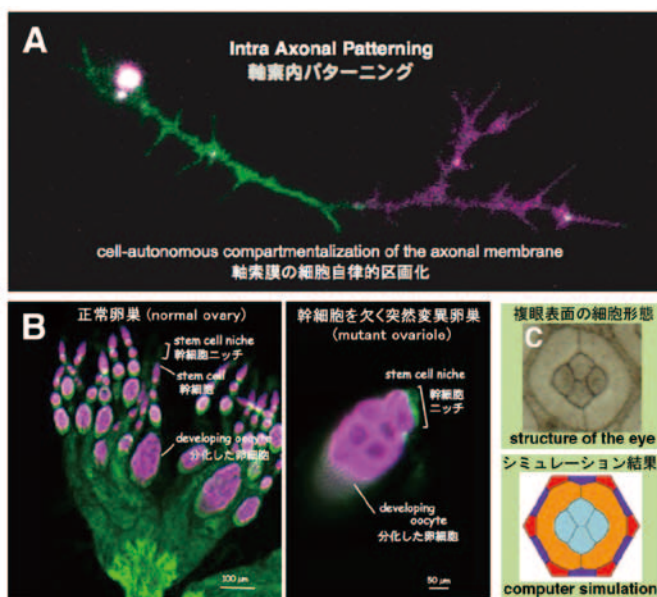 A
Intra Axonal Patterning
軸索内パターニング
cell-autonomous compartmentalization of the axonal membrane
軸索膜の細胞自律的区画化
B
正常卵巣 (normal ovary)
stem cell niche
幹細胞ニッチ
stem cell
幹細胞
developing oocyte
分化した卵細胞
100 μm
幹細胞を欠く突然変異卵巣
(mutant ovariole)
stem cell niche
幹細胞
ニッチ
developing
oocyte
分化した卵細胞
50 μm
複眼表面の細胞形態
C
structure of the eye
シミュレーション結果
computer simulation